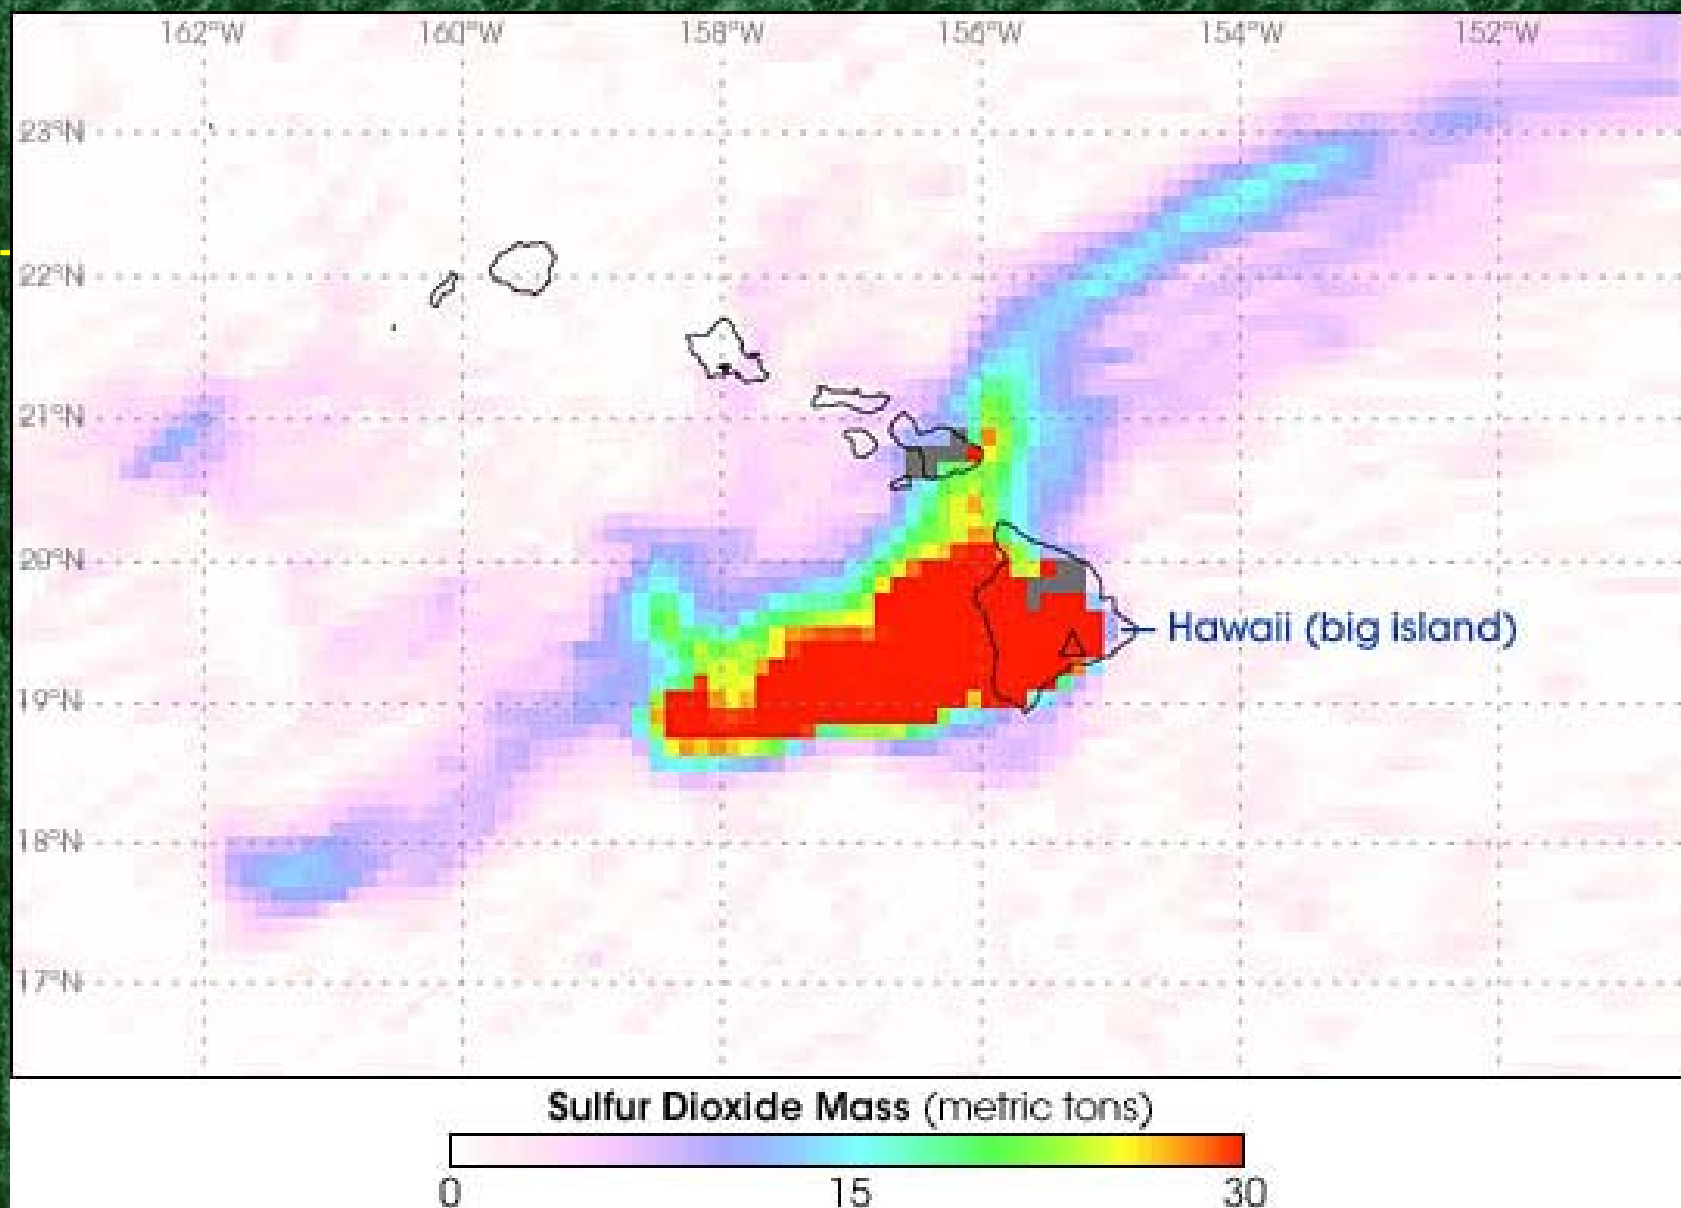 162°W 160°W 158°W 156°W 154°W 152°W
23°N
22°N
21°N
20°N
Hawaii (big island)
19°N
18°N
17°N
Sulfur Dioxide Mass (metric tons)
0 15 30